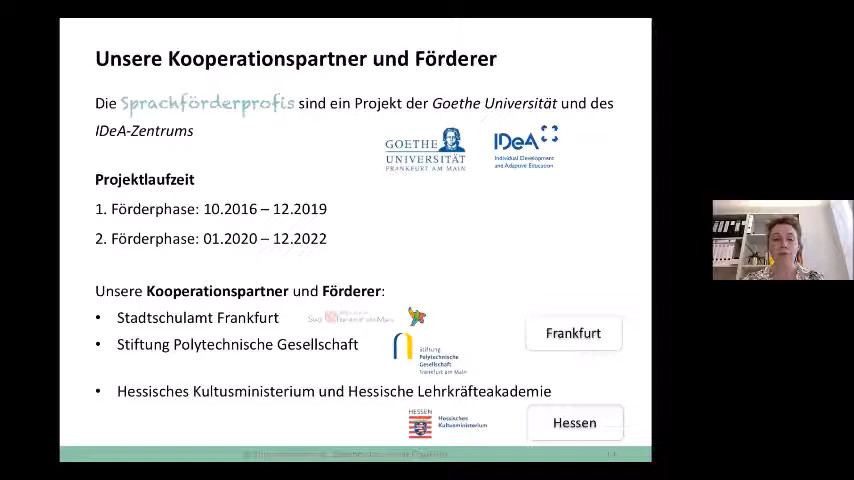 Unsere Kooperationspartner und Förderer
Die Sprachförderprofis sind ein Projekt der Goethe Universität und des
IDeA-Zentrums
GOETHE
UNIVERSITÄT
FRANKFURT AM MAIN
IDeA
Individual Development
and Adaptive Education
Projektlaufzeit
1. Förderphase: 10.2016 – 12.2019
2. Förderphase: 01.2020 – 12.2022
Unsere Kooperationspartner und Förderer:
• Stadtschulamt Frankfurt
Frankfurt
• Stiftung Polytechnische Gesellschaft
Stiftung
Polytechnische
Gesellschaft
Frankfurt am Main
• Hessisches Kultusministerium und Hessische Lehrkräfteakademie
HESSEN
Hessisches
Kultusministerium
Hessen